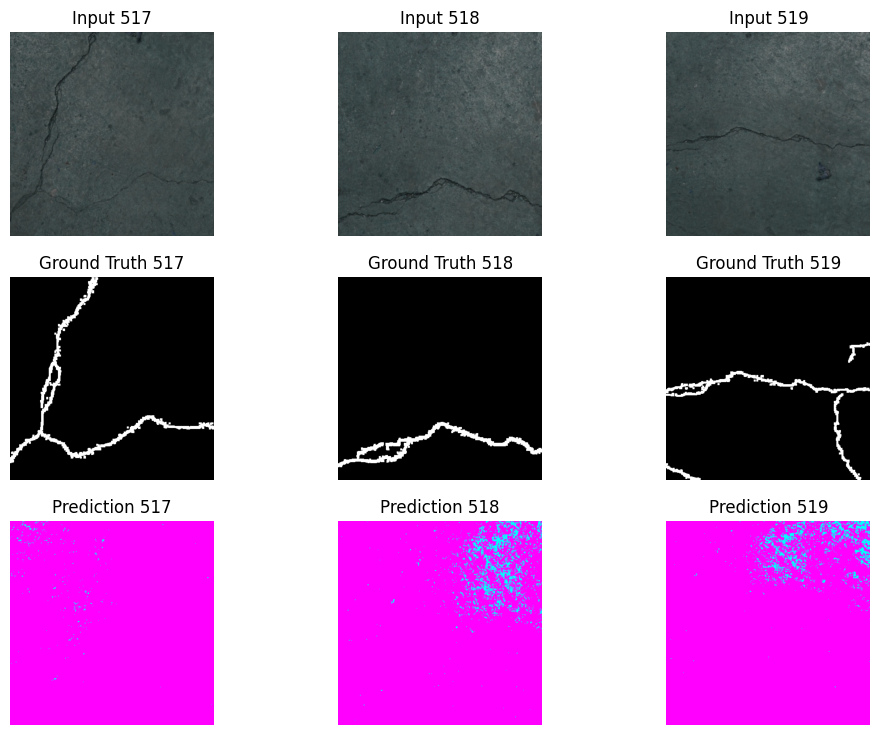 Input 517
Input 518
Input 519
Ground Truth 517
Ground Truth 518
Ground Truth 519
Prediction 517
Prediction 518
Prediction 519